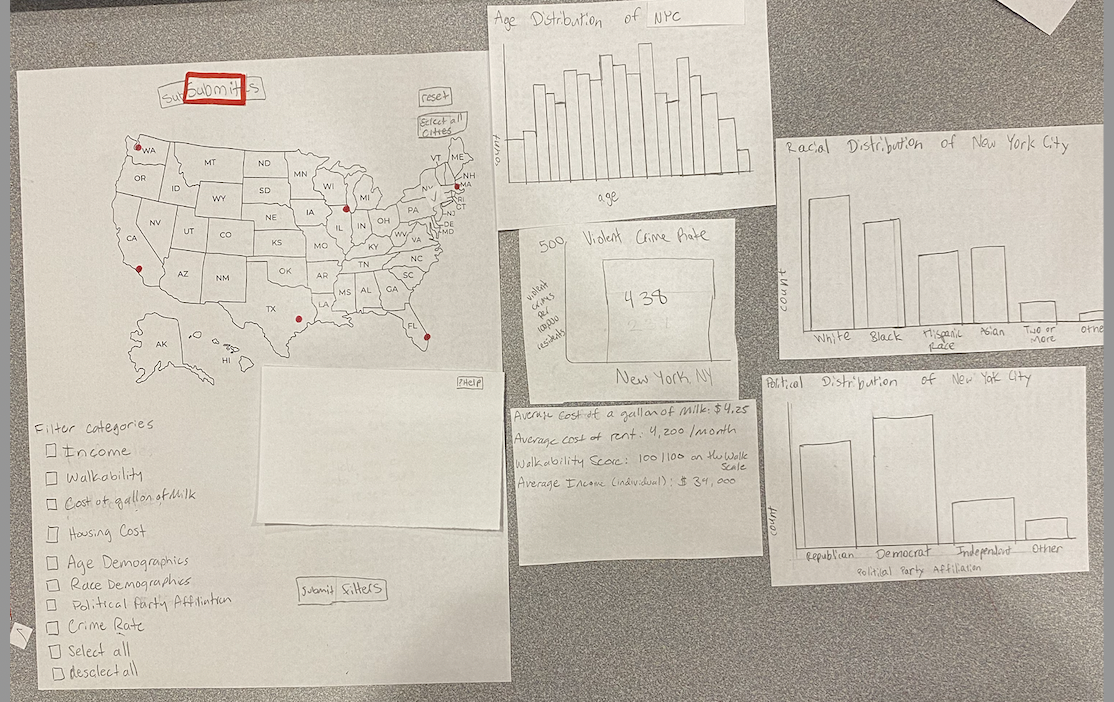 Submit
reset
Select all
Cities
WA
OR
CA
NV
ID
MT
WY
UT
AZ
CO
NM
ND
SD
NE
KS
OK
TX
MN
IA
MO
AR
LA
WI
IL
MI
IN
OH
KY
TN
MS
AL
GA
FL
SC
NC
VA
WV
PA
NY
VT
ME
NH
MA
RI
CT
NJ
DE
MD
AK
HI
Filter categories
Income
Walkability
Cost of gallon of Milk
Housing Cost
Age Demographics
Race Demographics
Political Party Affiliation
Crime Rate
Select all
deselect all
?Help
Submit Filters
Age Distribution of NYC
count
age
500
Violent Crime Rate
violent
crimes
per
100,000
residents
438
New York, NY
Average cost of a gallon of Milk: $4.25
Average cost of rent: 4,200 /month
Walkability Score: 100/100 on the Walk
Scale
Average Income (individual): $ 34,000
Racial Distribution of New York City
count
White
Black
Hispanic
Race
Asian
Two or
More
Othe
Political Distribution of New York City
count
Republican
Democrat
Independent
Other
Political Party Affiliation